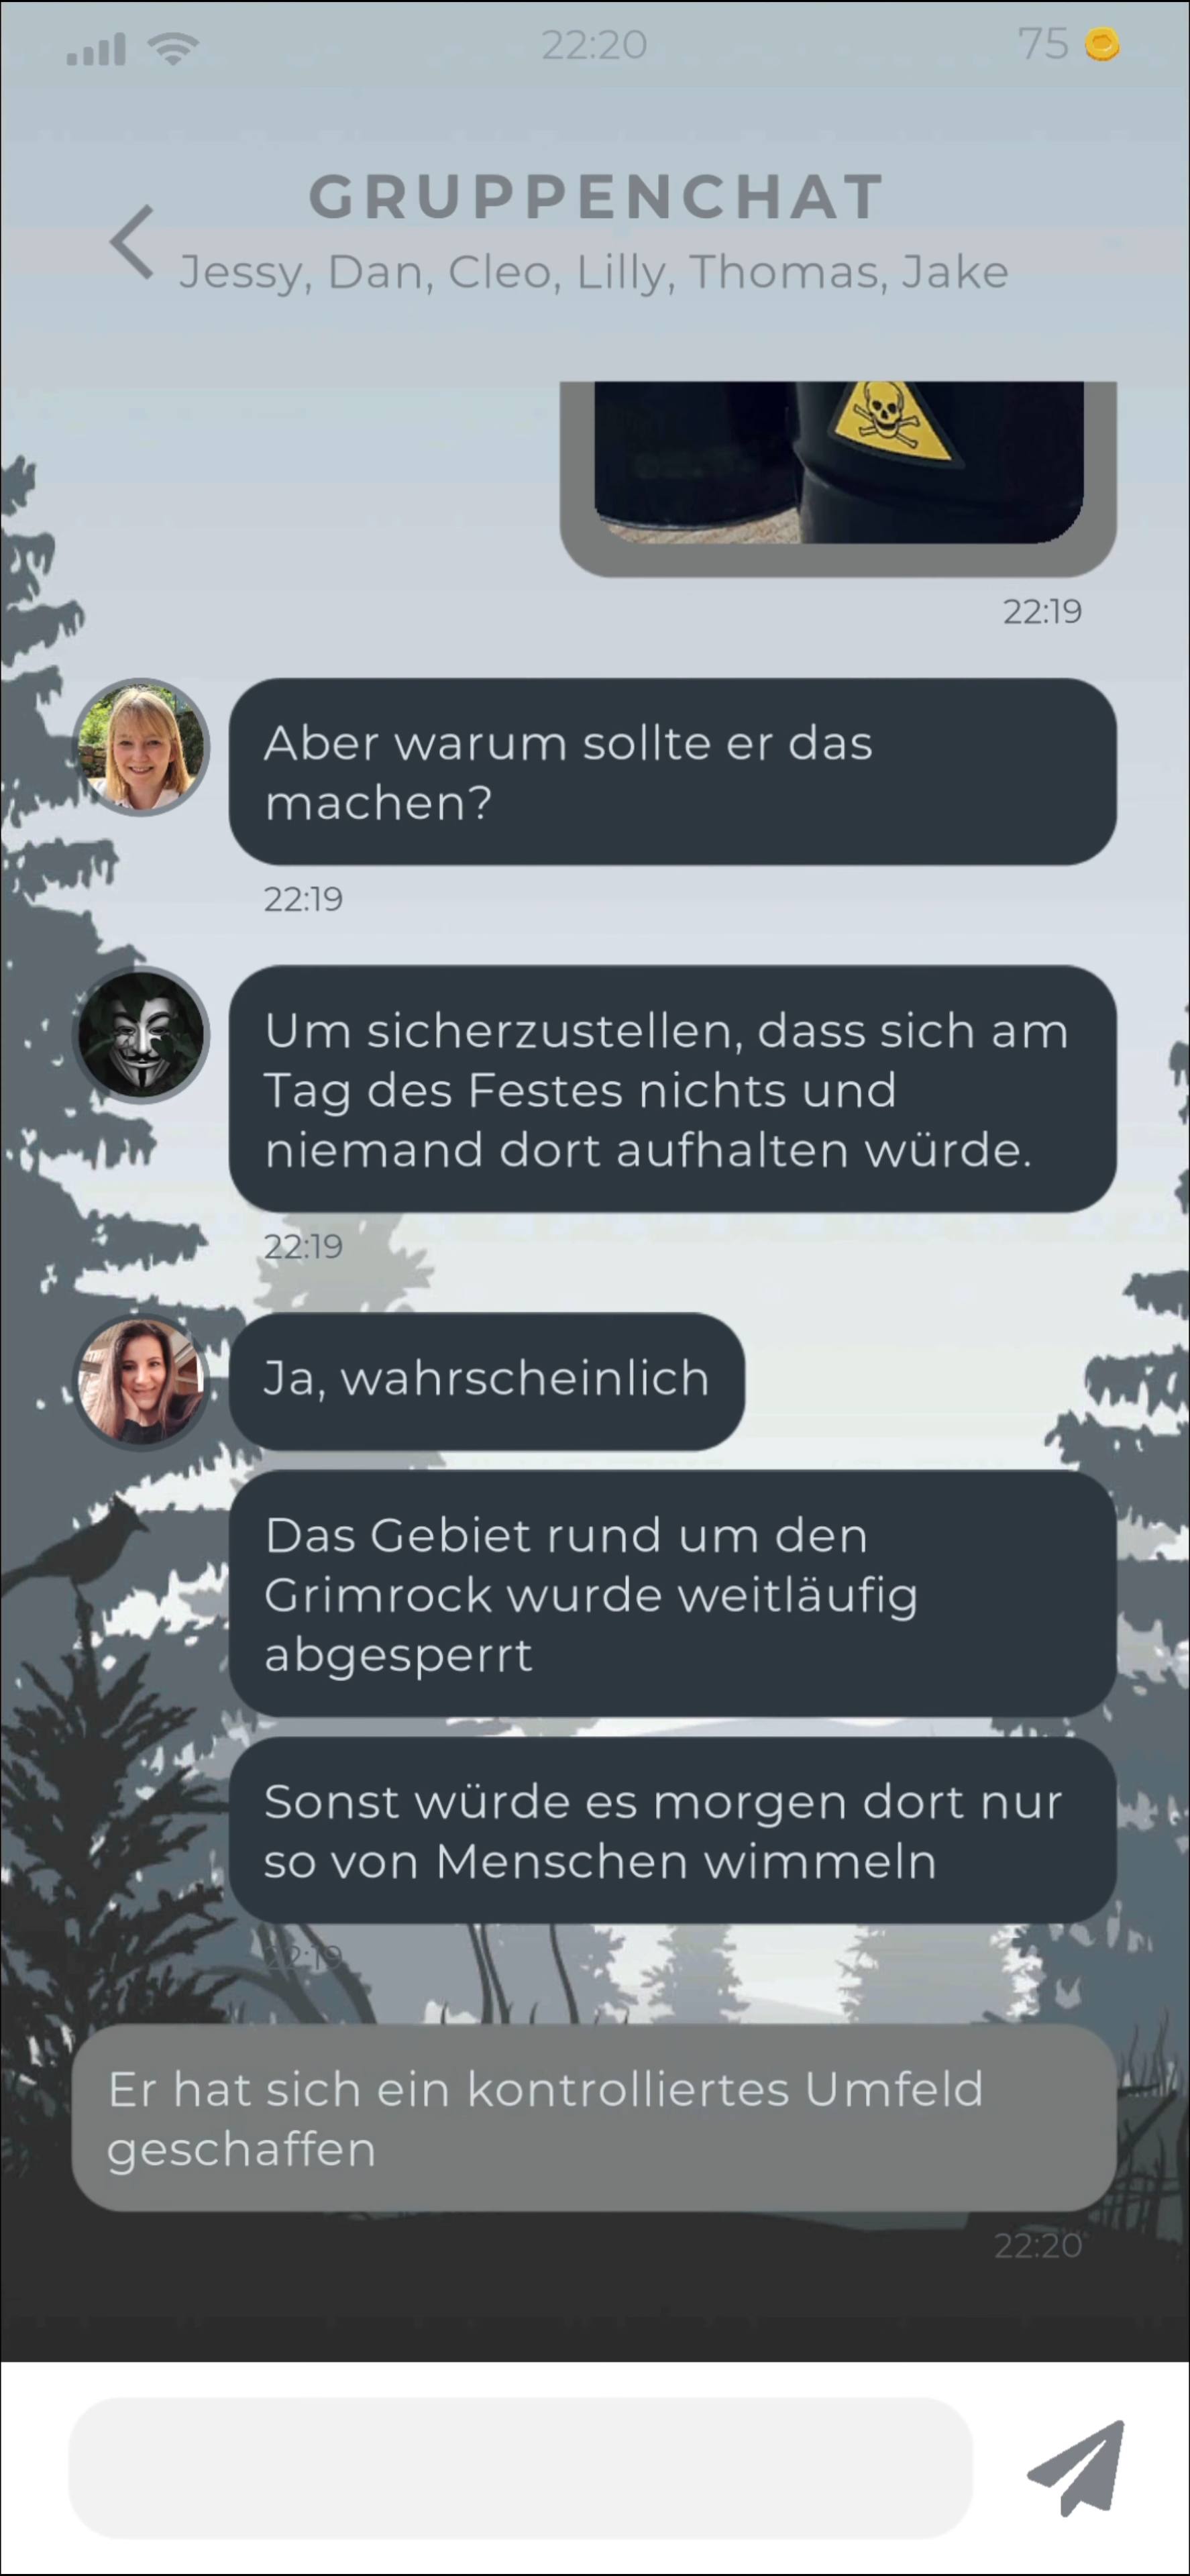 22:20
75
GRUPPENCHAT
Jessy, Dan, Cleo, Lilly, Thomas, Jake
22:19
Aber warum sollte er das
machen?
22:19
Um sicherzustellen, dass sich am
Tag des Festes nichts und
niemand dort aufhalten würde.
22:19
Ja, wahrscheinlich
Das Gebiet rund um den
Grimrock wurde weitläufig
abgesperrt
Sonst würde es morgen dort nur
so von Menschen wimmeln
22:19
Er hat sich ein kontrolliertes Umfeld
geschaffen
22:20